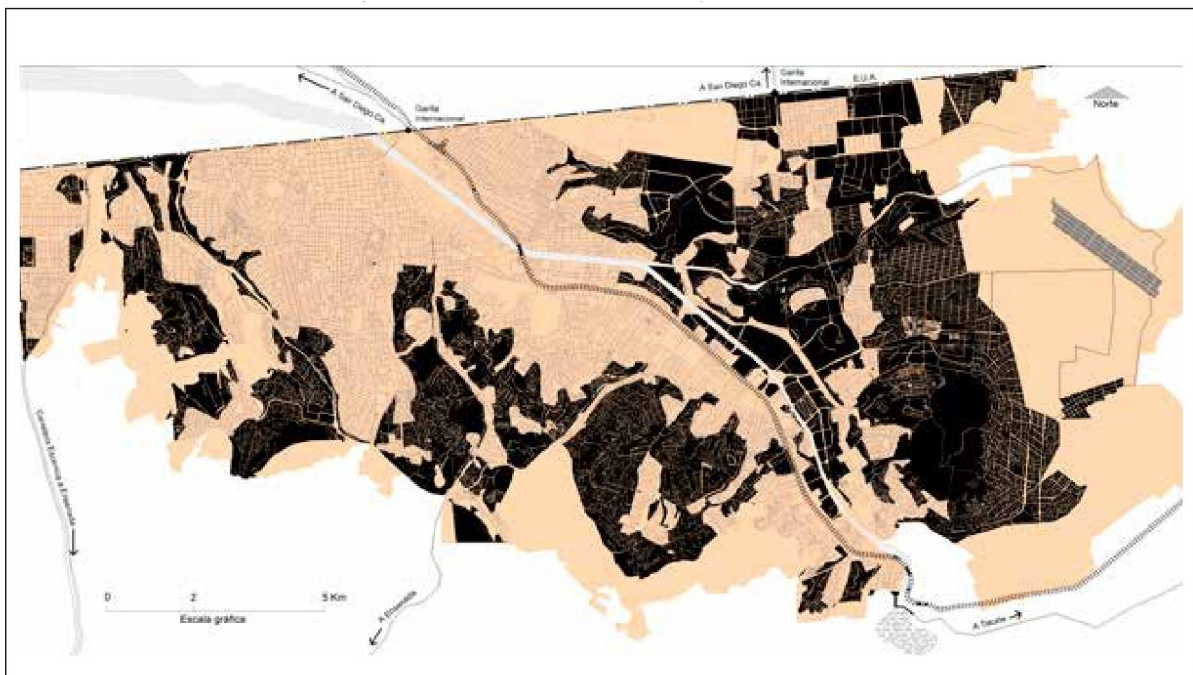 A San Diego Ca.
Garita
Internacional
A San Diego Ca.
Garita
Internacional
E.U.A.
Norte
Carretera Escénica a Ensenada
0 2 5 Km
Escala gráfica
A Ensenada
A Tecate